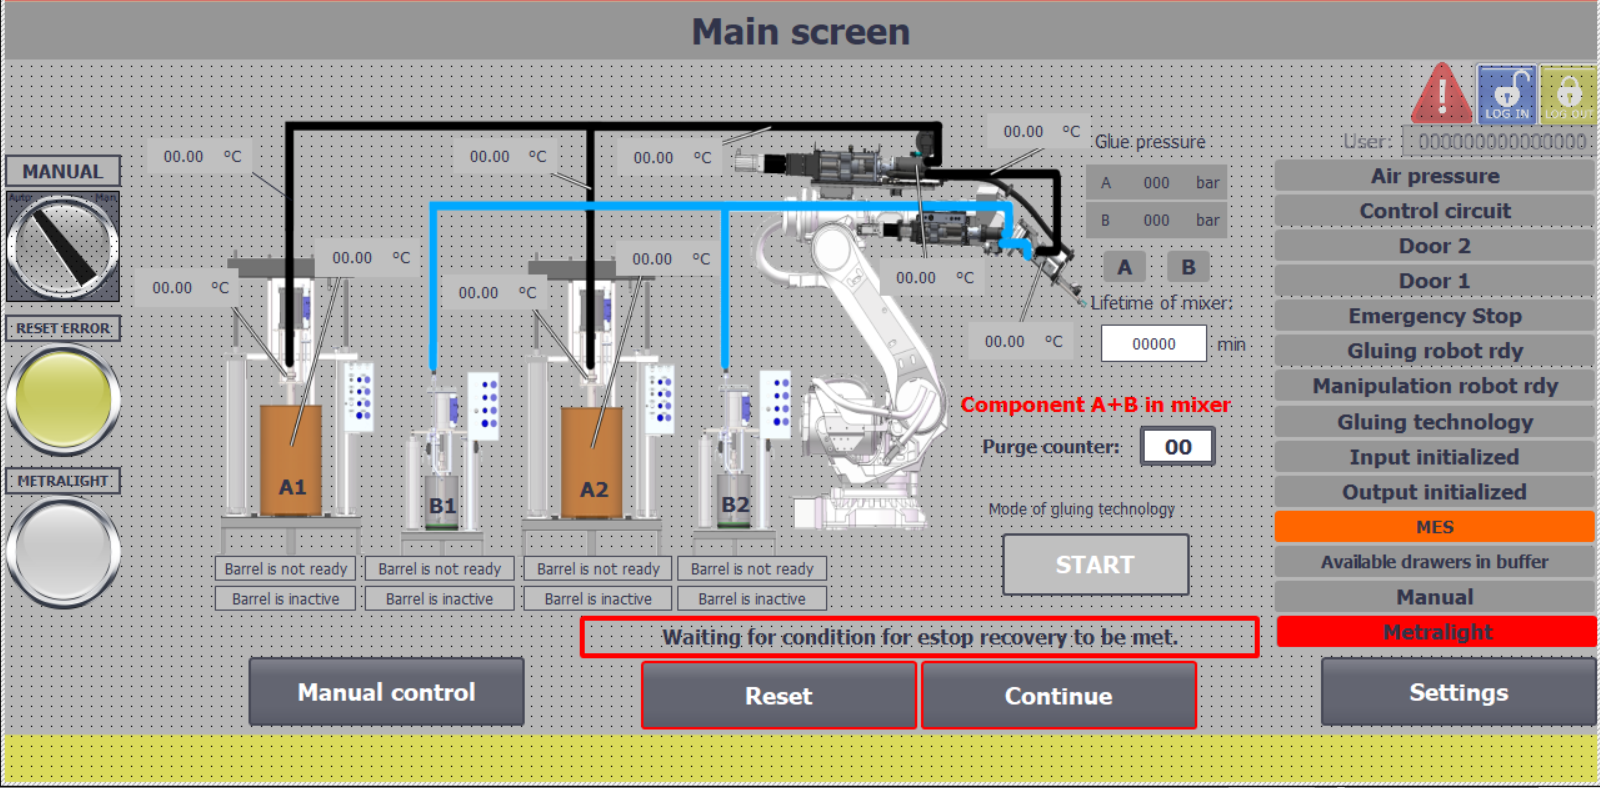 Main screen
LOG IN
LOG OUT
User: 000000000000000
MANUAL
Auto Man
RESET ERROR
METRALIGHT
00.00 °C
00.00 °C
00.00 °C
00.00 °C
00.00 °C
00.00 °C
00.00 °C
00.00 °C
00.00 °C
00.00 °C
A1
B1
A2
B2
Barrel is not ready
Barrel is not ready
Barrel is not ready
Barrel is not ready
Barrel is inactive
Barrel is inactive
Barrel is inactive
Barrel is inactive
Glue pressure
A 000 bar
B 000 bar
A B
Lifetime of mixer:
00000 min
Component A+B in mixer
Purge counter: 00
Mode of gluing technology
START
Air pressure
Control circuit
Door 2
Door 1
Emergency Stop
Gluing robot rdy
Manipulation robot rdy
Gluing technology
Input initialized
Output initialized
MES
Available drawers in buffer
Manual
Metralight
Waiting for condition for estop recovery to be met.
Manual control
Reset
Continue
Settings